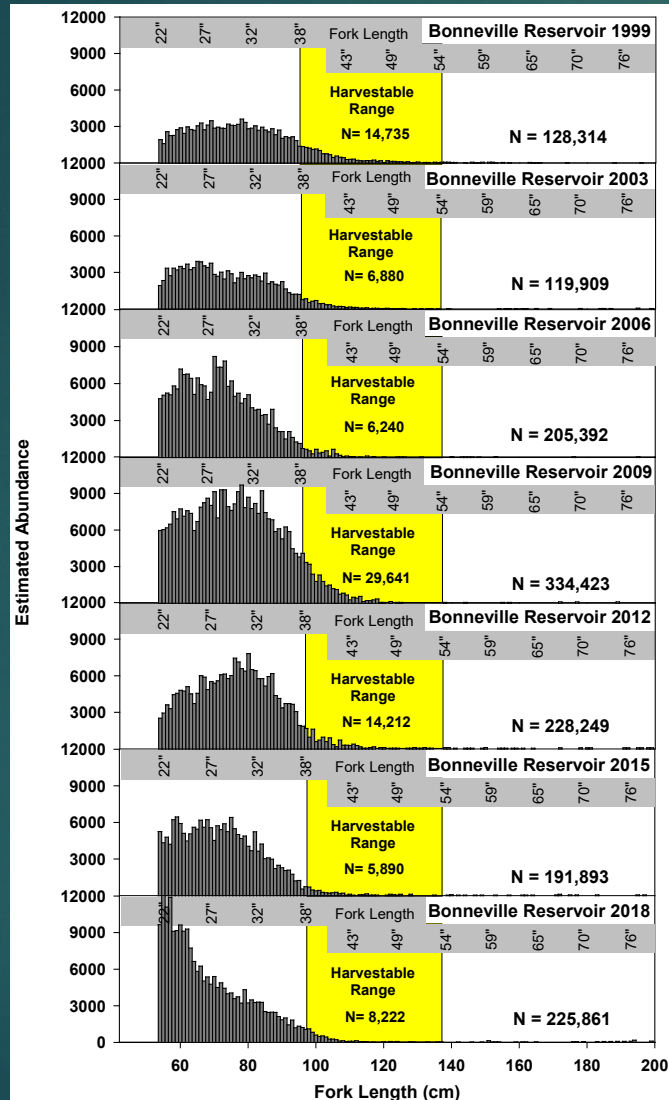 Estimated Abundance
12000
22" 27" 32" 38" Fork Length Bonneville Reservoir 1999
43" 49" 54" 59" 65" 70" 76"
9000
Harvestable
Range
N= 14,735
N = 128,314
6000
3000
12000
22" 27" 32" 38" Fork Length Bonneville Reservoir 2003
43" 49" 54" 59" 65" 70" 76"
9000
Harvestable
Range
N= 6,880
N = 119,909
6000
3000
12000
22" 27" 32" 38" Fork Length Bonneville Reservoir 2006
43" 49" 54" 59" 65" 70" 76"
9000
Harvestable
Range
N= 6,240
N = 205,392
6000
3000
12000
22" 27" 32" 38" Fork Length Bonneville Reservoir 2009
43" 49" 54" 59" 65" 70" 76"
9000
Harvestable
Range
N= 29,641
N = 334,423
6000
3000
12000
22" 27" 32" 38" Fork Length Bonneville Reservoir 2012
43" 49" 54" 59" 65" 70" 76"
9000
Harvestable
Range
N= 14,212
N = 228,249
6000
3000
12000
22" 27" 32" 38" Fork Length Bonneville Reservoir 2015
43" 49" 54" 59" 65" 70" 76"
9000
Harvestable
Range
N= 5,890
N = 191,893
6000
3000
12000
22" 27" 32" 38" Fork Length Bonneville Reservoir 2018
43" 49" 54" 59" 65" 70" 76"
9000
Harvestable
Range
N= 8,222
N = 225,861
6000
3000
0
60 80 100 120 140 160 180 200
Fork Length (cm)